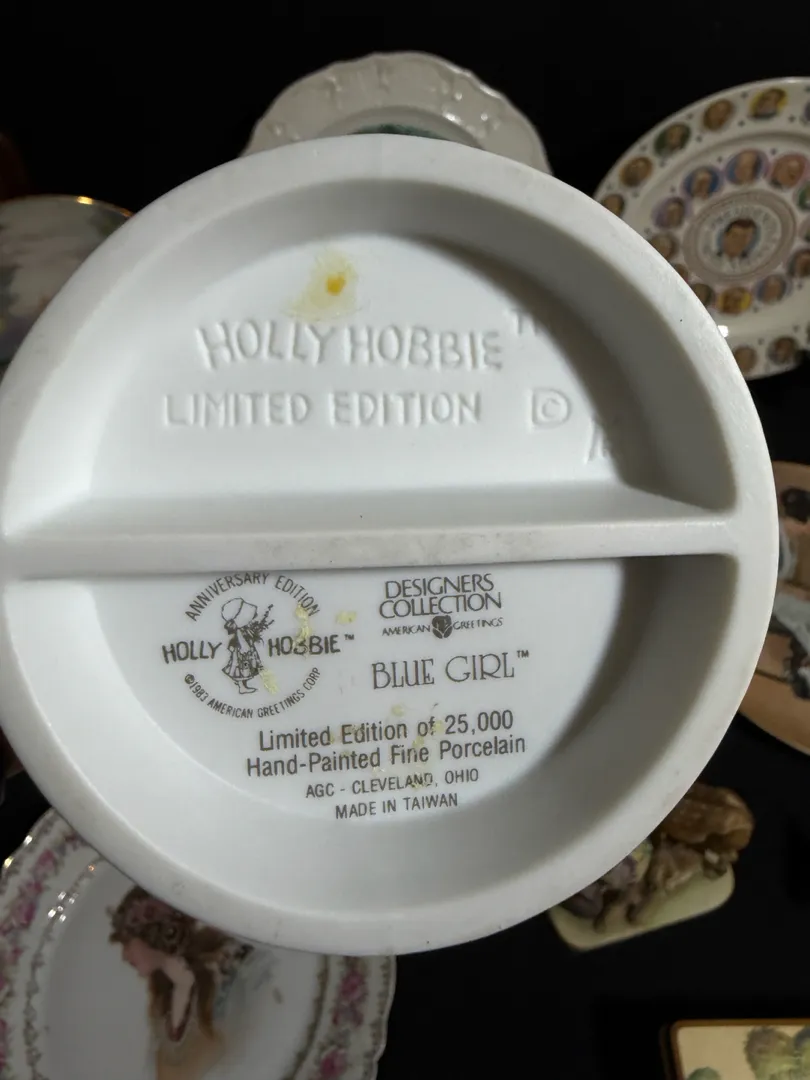 HOLLY HOBBIE
LIMITED EDITION ©
ANNIVERSARY EDITION
HOLLY HOBBIE™
©1983 AMERICAN GREETINGS CORP
DESIGNERS
COLLECTION
AMERICAN GREETINGS
BLUE GIRL™
Limited Edition of 25,000
Hand-Painted Fine Porcelain
AGC - CLEVELAND, OHIO
MADE IN TAIWAN